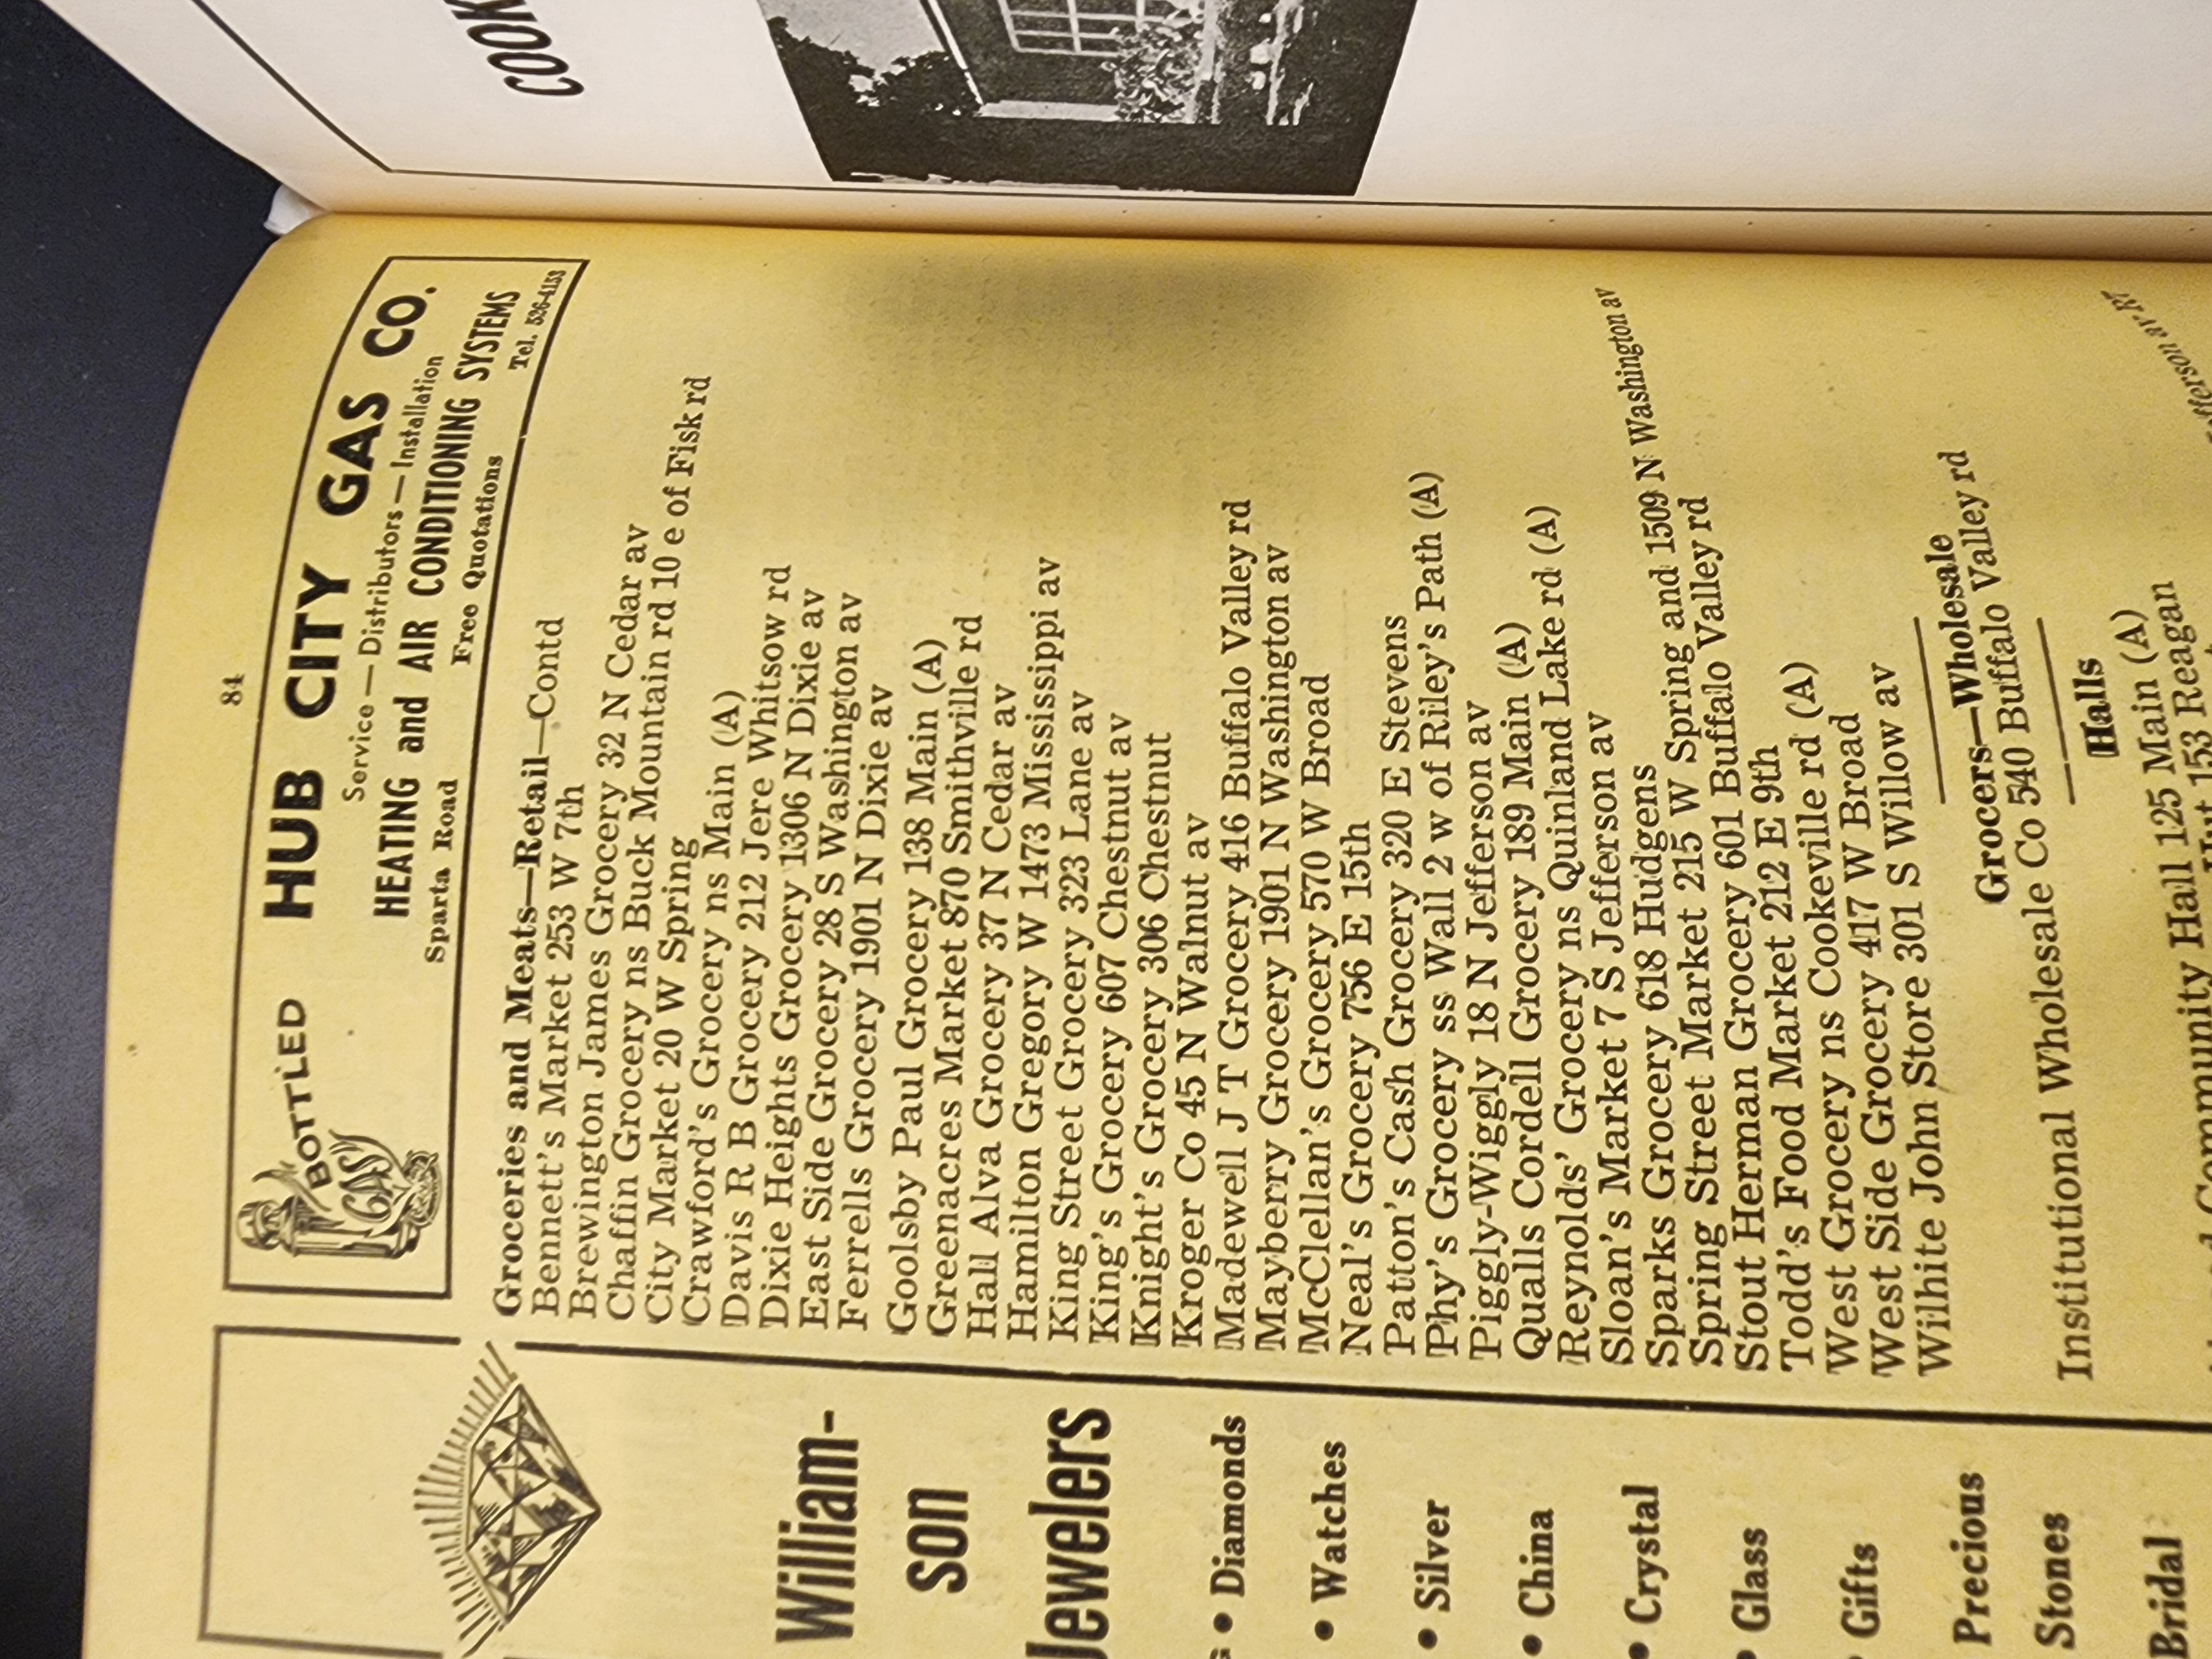 84
BOTTLED
GAS
HUB CITY GAS CO.
Service — Distributors — Installation
HEATING and AIR CONDITIONING SYSTEMS
Sparta Road Free Quotations Tel. 526-4153
Groceries and Meats—Retail—Contd
Bennett's Market 253 W 7th
Brewington James Grocery 32 N Cedar av
Chaffin Grocery ns Buck Mountain rd 10 e of Fisk rd
City Market 20 W Spring
Crawford's Grocery ns Main (A)
Davis R B Grocery 212 Jere Whitsow rd
Dixie Heights Grocery 1306 N Dixie av
East Side Grocery 28 S Washington av
Ferrells Grocery 1901 N Dixie av
Goolsby Paul Grocery 138 Main (A)
Greenacres Market 870 Smithville rd
Hall Alva Grocery 37 N Cedar av
Hamilton Gregory W 1473 Mississippi av
King Street Grocery 323 Lane av
King's Grocery 607 Chestnut av
Knight's Grocery 306 Chestnut
Kroger Co 45 N Walnut av
Madewell J T Grocery 416 Buffalo Valley rd
Mayberry Grocery 1901 N Washington av
McClellan's Grocery 570 W Broad
Neal's Grocery 756 E 15th
Patton's Cash Grocery 320 E Stevens
Phy's Grocery ss Wall 2 w of Riley's Path (A)
Piggly-Wiggly 18 N Jefferson av
Qualls Cordell Grocery 189 Main (A)
Reynolds' Grocery ns Quinland Lake rd (A)
Sloan's Market 7 S Jefferson av
Sparks Grocery 618 Hudgens
Spring Street Market 215 W Spring and 1509 N Washington av
Stout Herman Grocery 601 Buffalo Valley rd
Todd's Food Market 212 E 9th
West Grocery ns Cookeville rd (A)
West Side Grocery 417 W Broad
Wilhite John Store 301 S Willow av
Grocers—Wholesale
Institutional Wholesale Co 540 Buffalo Valley rd
Halls
Community Hall 125 Main (A)
Hut 153 Reagan
William-
son
Jewelers
• Diamonds
• Watches
• Silver
• China
• Crystal
• Glass
• Gifts
Precious
Stones
Bridal
COOK